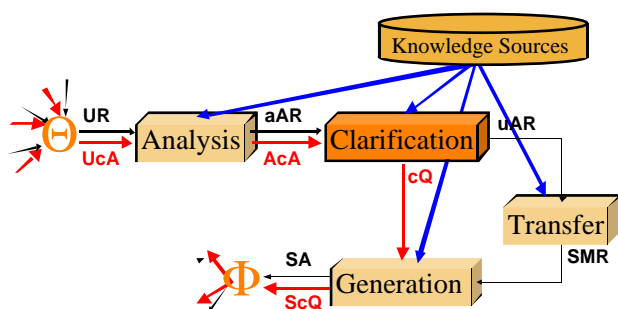 Knowledge Sources
Θ
UR
UcA
Analysis
aAR
AcA
Clarification
uAR
cQ
Transfer
SMR
Generation
SA
ScQ
Φ